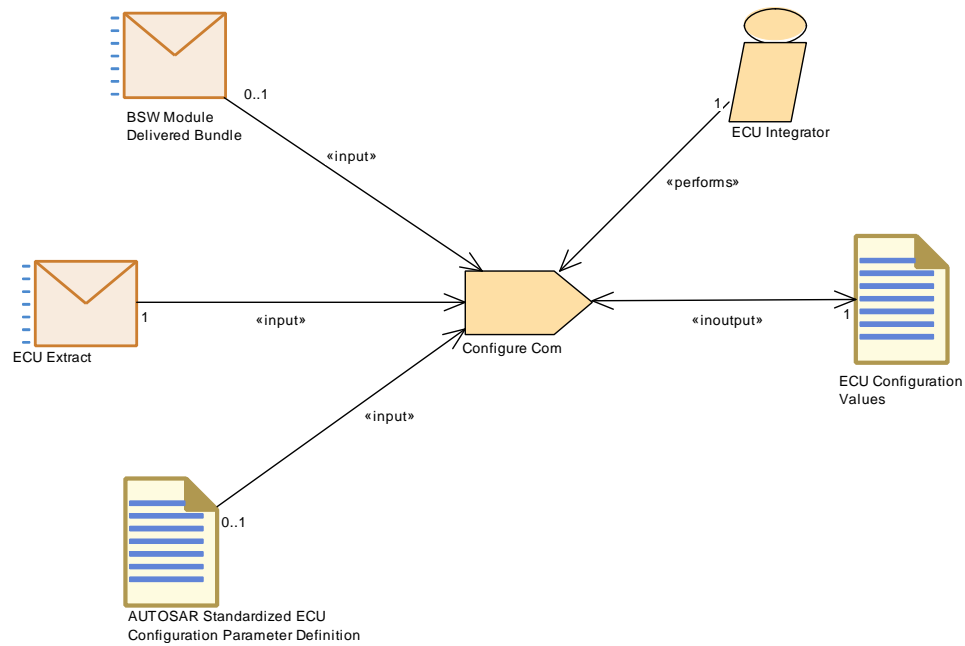 0..1
BSW Module
Delivered Bundle
1
ECU Integrator
«input»
«performs»
1
ECU Extract
«input»
Configure Com
«inoutput»
1
ECU Configuration
Values
«input»
0..1
AUTOSAR Standardized ECU
Configuration Parameter Definition